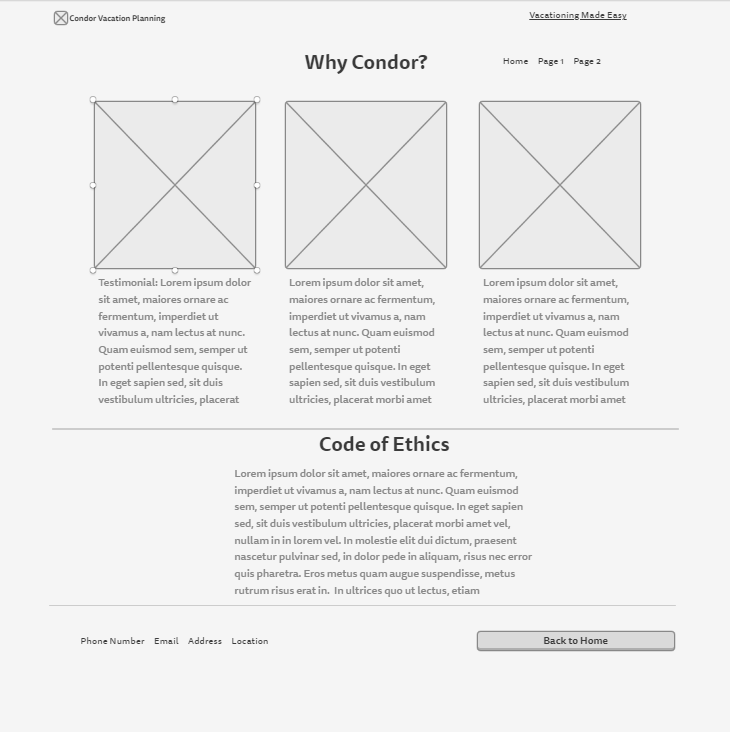 Condor Vacation Planning
Vacationing Made Easy
Why Condor?
Home Page 1 Page 2
Testimonial: Lorem ipsum dolor
sit amet, maiores ornare ac
fermentum, imperdiet ut
vivamus a, nam lectus at nunc.
Quam euismod sem, semper ut
potenti pellentesque quisque.
In eget sapien sed, sit duis
vestibulum ultricies, placerat
Lorem ipsum dolor sit amet,
maiores ornare ac fermentum,
imperdiet ut vivamus a, nam
lectus at nunc. Quam euismod
sem, semper ut potenti
pellentesque quisque. In eget
sapien sed, sit duis vestibulum
ultricies, placerat morbi amet
Lorem ipsum dolor sit amet,
maiores ornare ac fermentum,
imperdiet ut vivamus a, nam
lectus at nunc. Quam euismod
sem, semper ut potenti
pellentesque quisque. In eget
sapien sed, sit duis vestibulum
ultricies, placerat morbi amet
Code of Ethics
Lorem ipsum dolor sit amet, maiores ornare ac fermentum,
imperdiet ut vivamus a, nam lectus at nunc. Quam euismod
sem, semper ut potenti pellentesque quisque. In eget sapien
sed, sit duis vestibulum ultricies, placerat morbi amet vel,
nullam in in lorem vel. In molestie elit dui dictum, praesent
nascetur pulvinar sed, in dolor pede in aliquam, risus nec error
quis pharetra. Eros metus quam augue suspendisse, metus
rutrum risus erat in. In ultrices quo ut lectus, etiam
Phone Number Email Address Location
Back to Home